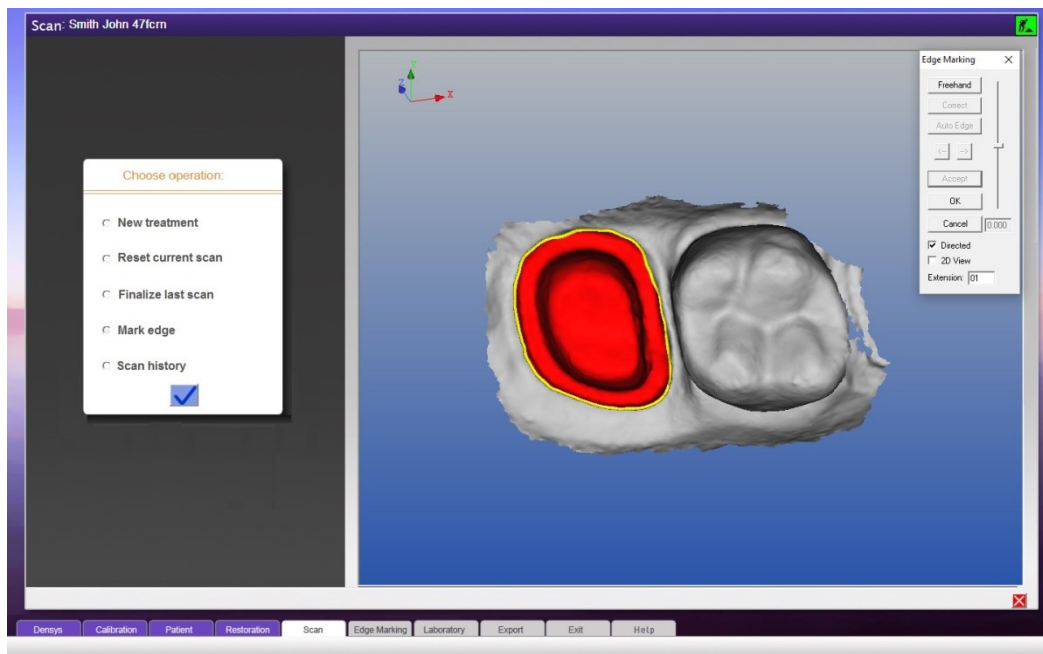 Scan: Smith John 47fcrn
Choose operation:
New treatment
Reset current scan
Finalize last scan
Mark edge
Scan history
Y
Z
X
Edge Marking
Freehand
Correct
Auto Edge
<- ->
Accept
OK
Cancel 0.000
Directed
2D View
Extension: 01
Densys Calibration Patient Restoration Scan Edge Marking Laboratory Export Exit Help